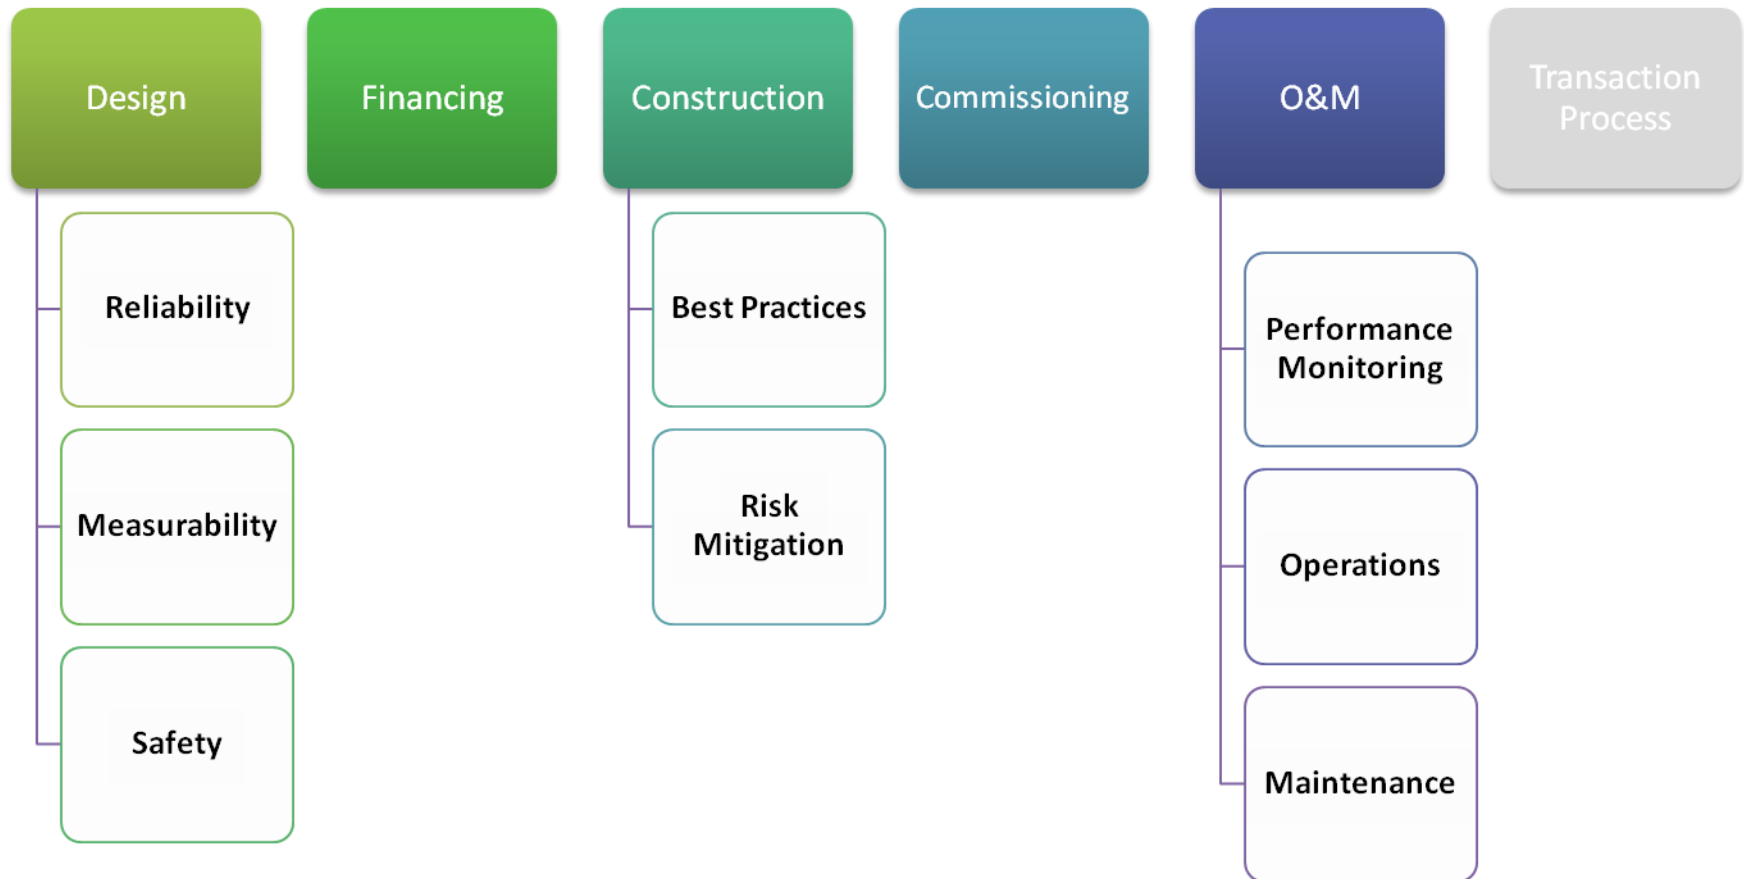 Design
Financing
Construction
Commissioning
O&M
Transaction
Process
Reliability
Measurability
Safety
Best Practices
Risk
Mitigation
Performance
Monitoring
Operations
Maintenance